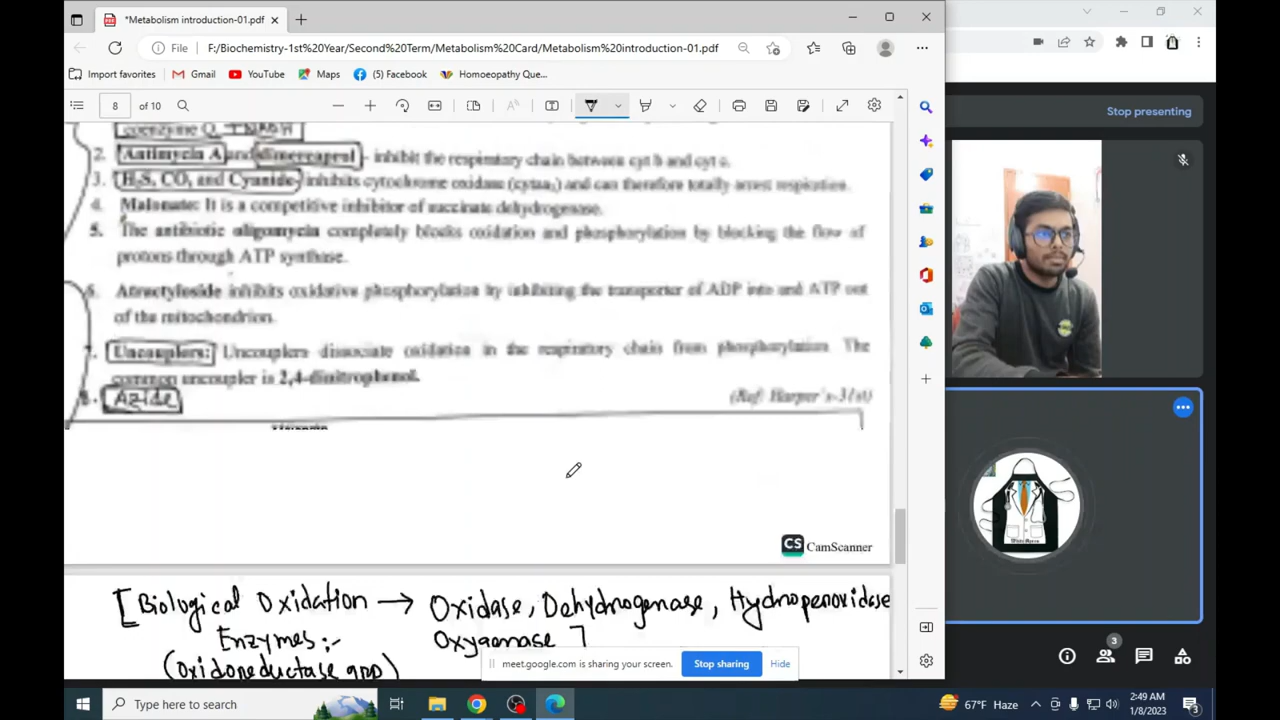 *Metabolism introduction-01.pdf
File
F:/Biochemistry-1st%20Year/Second%20Term/Metabolism%20Card/Metabolism%20introduction-01.pdf
Import favorites
Gmail
YouTube
Maps
(5) Facebook
Homoeopathy Que...
8 of 10
Stop presenting
coenzyme Q,
2. Antimycin A and dimercaprol - inhibit the respiratory chain between cyt b and cyt c.
3. H₂S, CO, and Cyanide- inhibits cytochrome oxidase (cytaa₃) and can therefore totally arrest respiration.
4. Malonate: It is a competitive inhibitor of succinate dehydrogenase.
5. The antibiotic oligomycin completely blocks oxidation and phosphorylation by blocking the flow of
protons through ATP synthase.
6. Atractyloside inhibits oxidative phosphorylation by inhibiting the transporter of ADP into and ATP out
of the mitochondrion.
7. Uncouplers: Uncouplers dissociate oxidation in the respiratory chain from phosphorylation. The
common uncoupler is 2,4-dinitrophenol.
8. Azide
(Ref: Harper's-31st)
CS CamScanner
[Biological Oxidation → Oxidase, Dehydrogenase, Hydroperoxidase
Enzymes:- Oxygenase ]
(Oxidoreductase grp)
meet.google.com is sharing your screen.
Stop sharing
Hide
3
Type here to search
67°F Haze
2:49 AM
1/8/2023
3